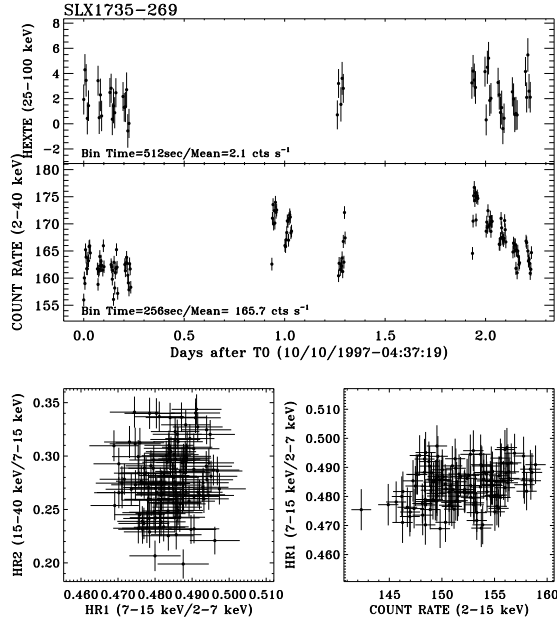 SLX1735−269
8
6
4
2
0
−2
HEXTE (25−100 keV)
Bin Time=512sec/Mean=2.1 cts s⁻¹
180
175
170
165
160
155
COUNT RATE (2−40 keV)
Bin Time=256sec/Mean= 165.7 cts s⁻¹
0.0 0.5 1.0 1.5 2.0
Days after T0 (10/10/1997−04:37:19)
0.35
0.30
0.25
0.20
HR2 (15−40 keV/7−15 keV)
0.460 0.470 0.480 0.490 0.500 0.510
HR1 (7−15 keV/2−7 keV)
0.510
0.500
0.490
0.480
0.470
0.460
HR1 (7−15 keV/2−7 keV)
145 150 155 160
COUNT RATE (2−15 keV)